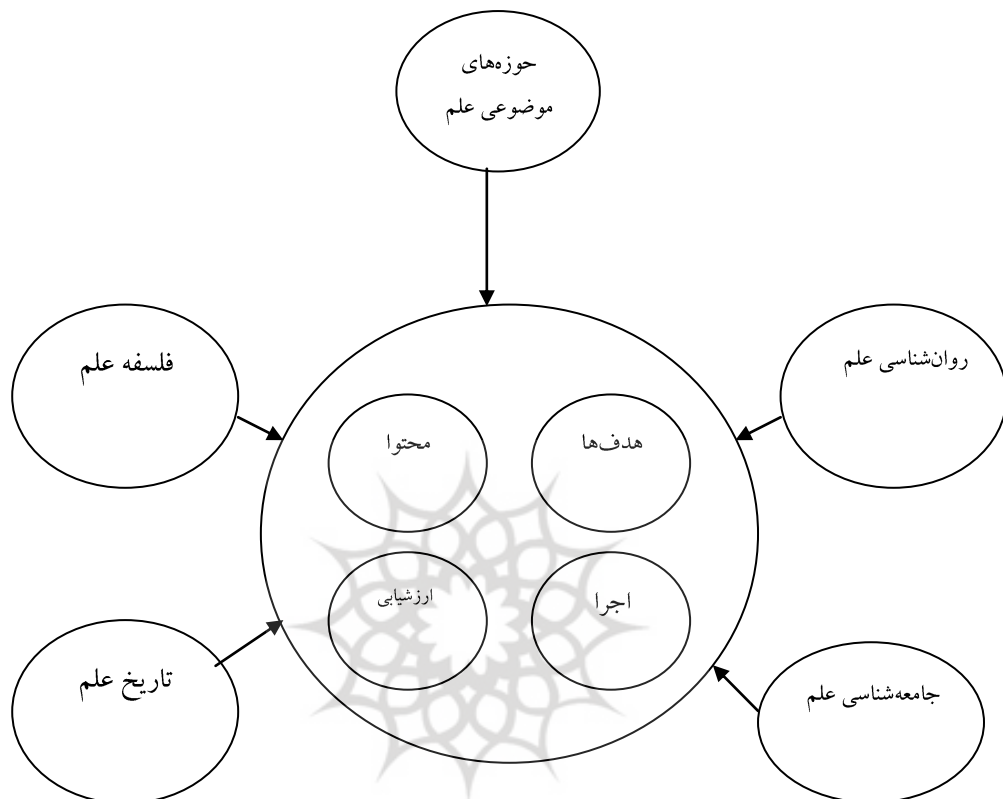 حوزه‌های
موضوعی علم
روان‌شناسی علم
فلسفه علم
هدف‌ها
محتوا
اجرا
ارزشیابی
جامعه‌شناسی علم
تاریخ علم